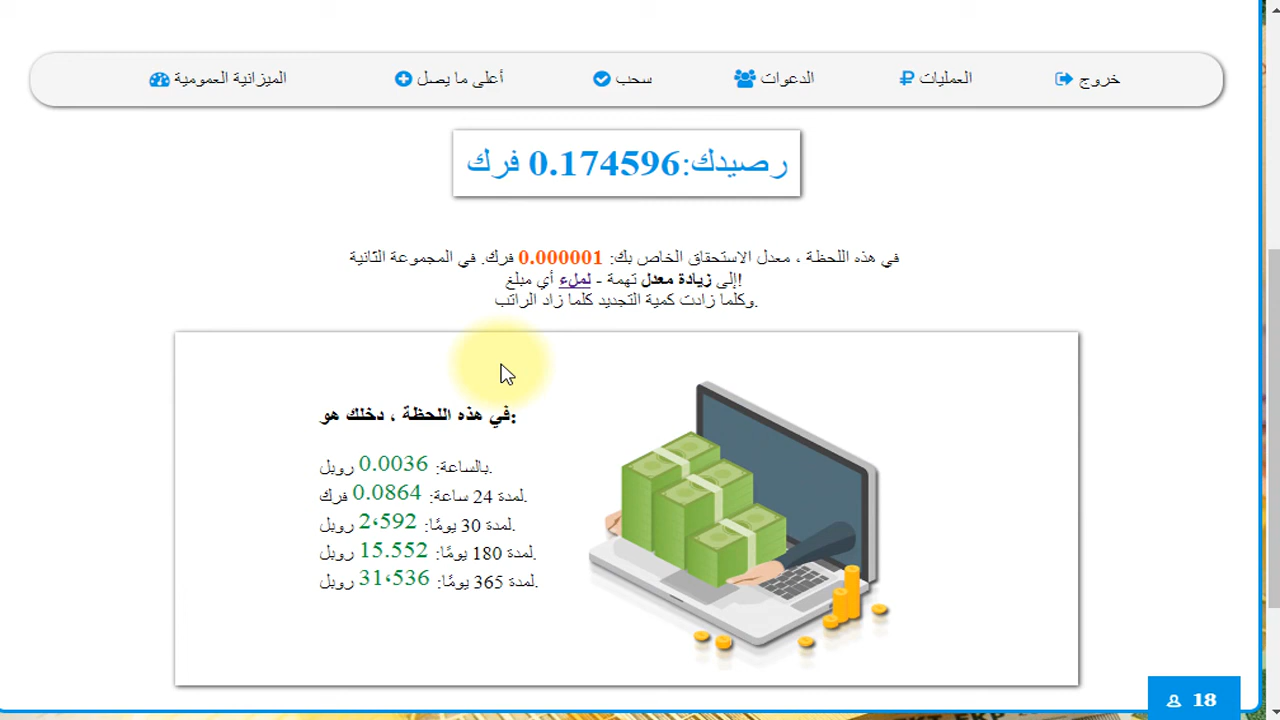 خروج
العمليات
الدعوات
سحب
أعلى ما يصل
الميزانية العمومية
رصيدك:0.174596 فرك
في هذه اللحظة ، معدل الاستحقاق الخاص بك: 0.000001 فرك. في المجموعة الثانية
!إلى زيادة معدل تهمة - لملء أي مبلغ
.وكلما زادت كمية التجديد كلما زاد الراتب
:في هذه اللحظة ، دخلك هو
.بالساعة: 0.0036 روبل
.لمدة 24 ساعة: 0.0864 فرك
.لمدة 30 يومًا: 2،592 روبل
.لمدة 180 يومًا: 15.552 روبل
.لمدة 365 يومًا: 31،536 روبل
18